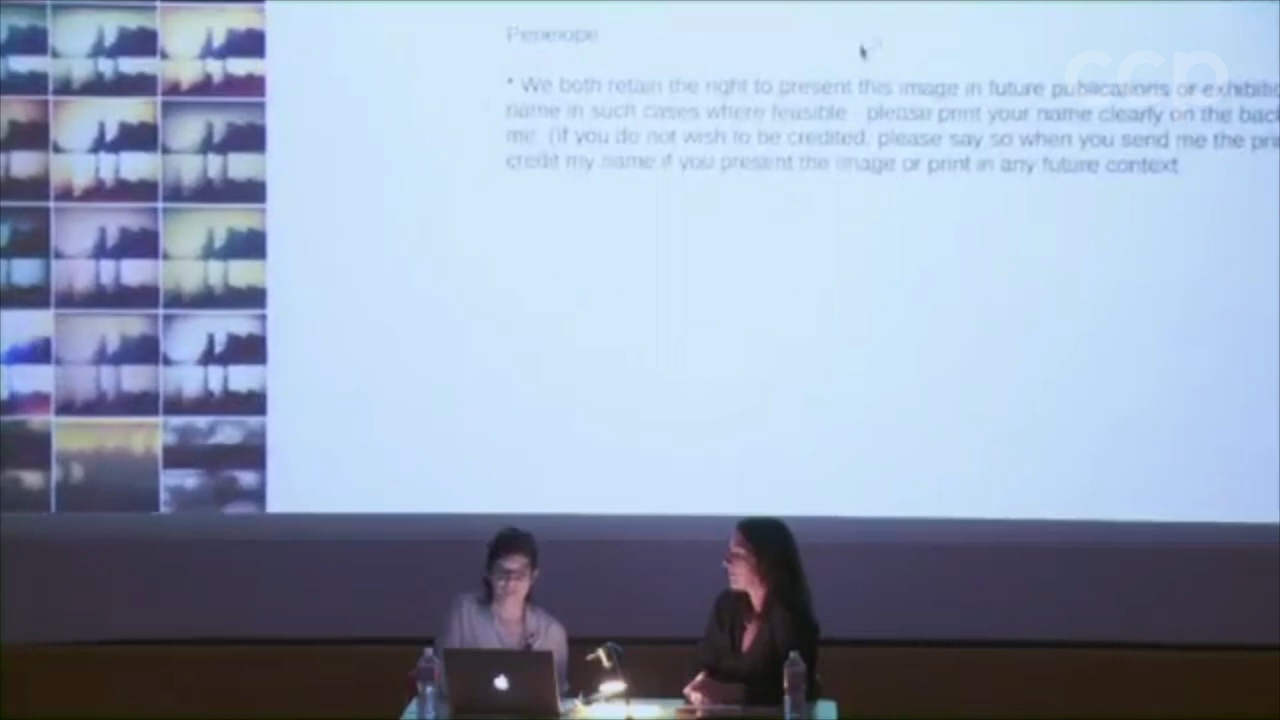 Penelope
ccp
* We both retain the right to present this image in future publications or exhibitio
name in such cases where feasible - please print your name clearly on the back
me. (If you do not wish to be credited, please say so when you send me the prin
credit my name if you present the image or print in any future context